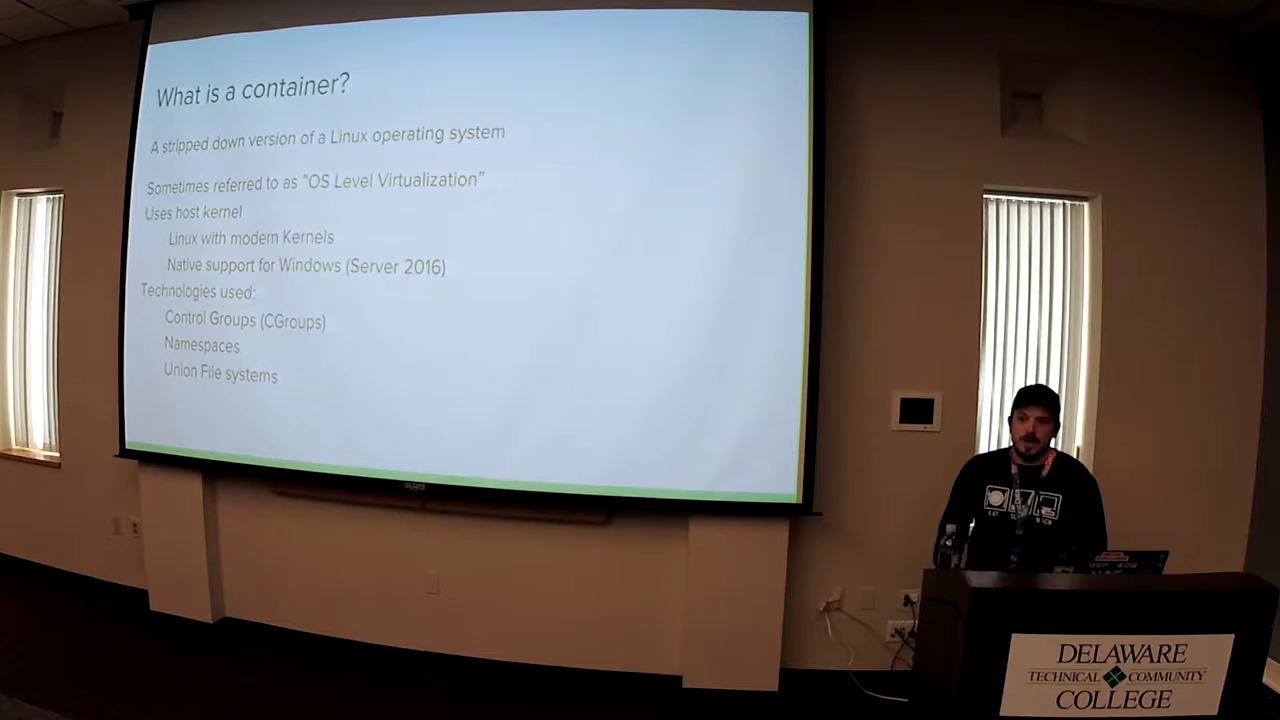 What is a container?
A stripped down version of a Linux operating system
Sometimes referred to as "OS Level Virtualization"
Uses host kernel
Linux with modern Kernels
Native support for Windows (Server 2016)
Technologies used:
Control Groups (CGroups)
Namespaces
Union File systems
EAT
DELAWARE
TECHNICAL COMMUNITY
COLLEGE